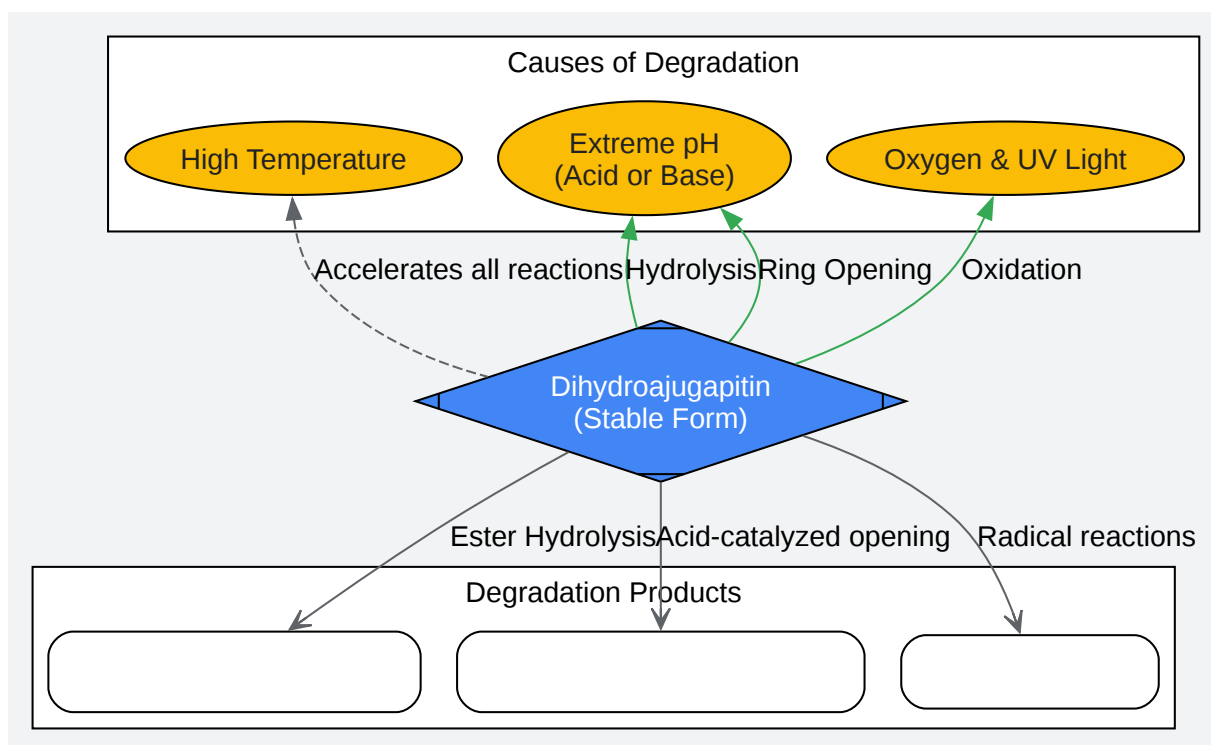 Causes of Degradation
High Temperature
Extreme pH
(Acid or Base)
Oxygen & UV Light
Accelerates all reactions
Hydrolysis
Ring Opening
Oxidation
Dihydroajugapitin
(Stable Form)
Ester Hydrolysis
Acid-catalyzed opening
Radical reactions
Degradation Products